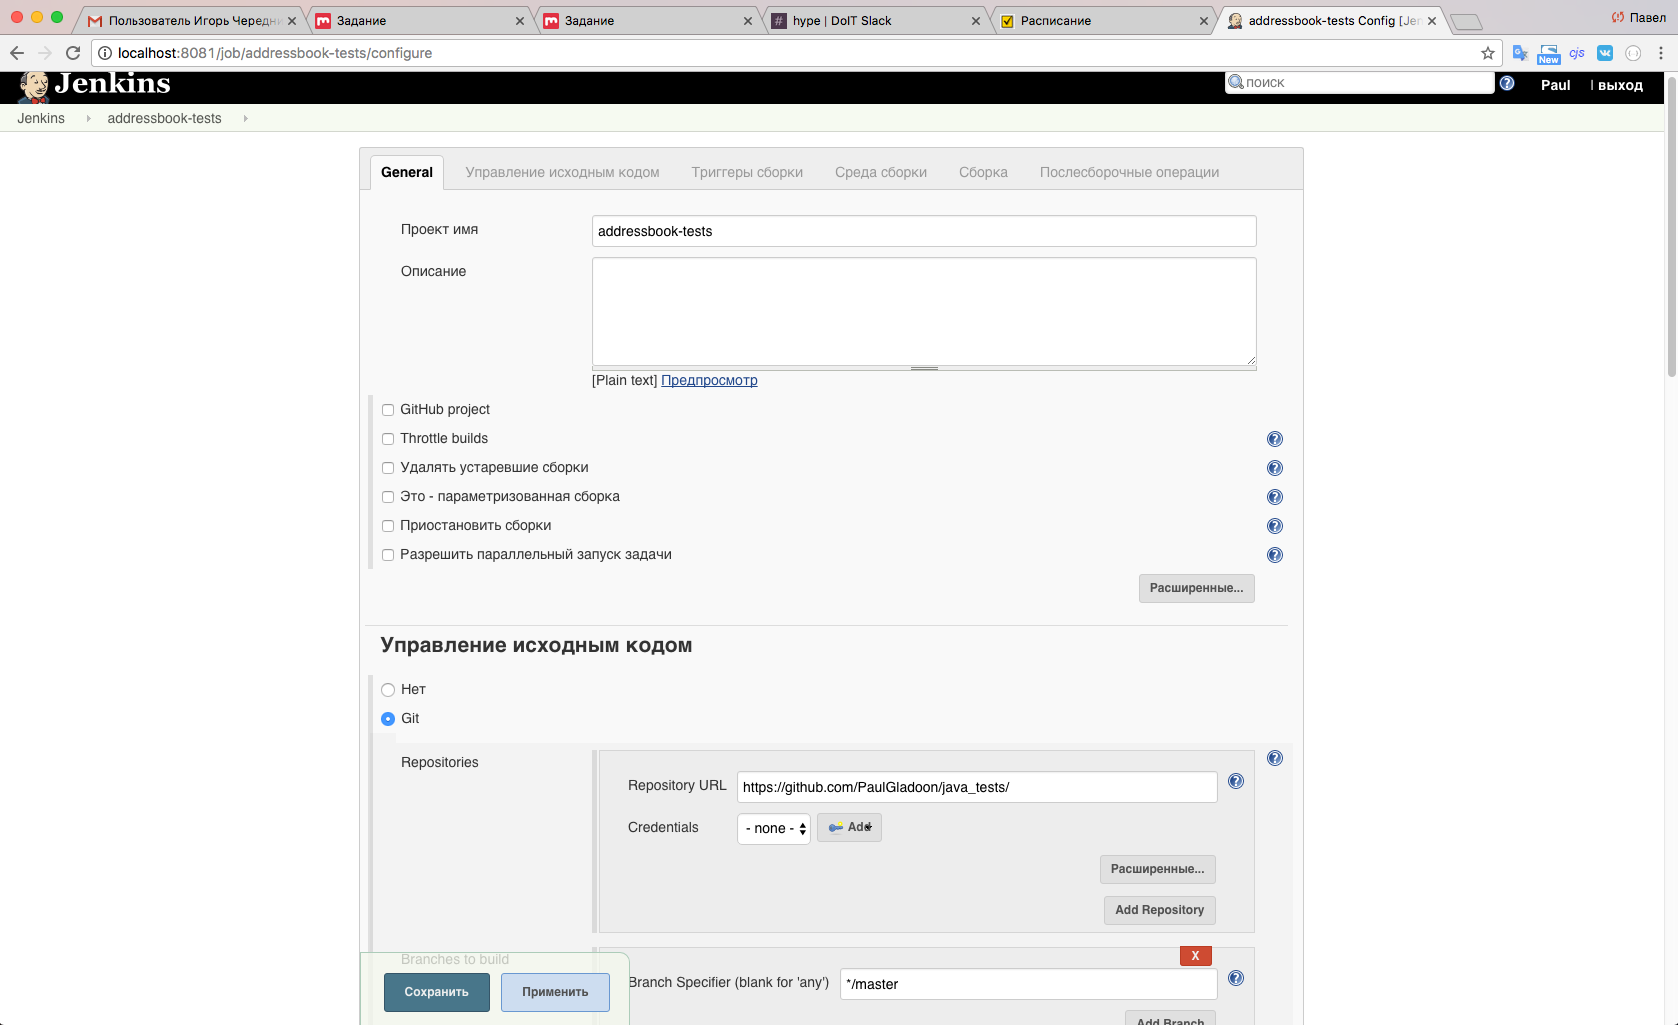 Пользователь Игорь Чередни
Задание
Задание
hype | DoIT Slack
Расписание
addressbook-tests Config [Jen
Павел
localhost:8081/job/addressbook-tests/configure
New
cjs
Jenkins
поиск
Paul
выход
Jenkins
addressbook-tests
General
Управление исходным кодом
Триггеры сборки
Среда сборки
Сборка
Послесборочные операции
Проект имя
addressbook-tests
Описание
[Plain text] Предпросмотр
GitHub project
Throttle builds
Удалять устаревшие сборки
Это - параметризованная сборка
Приостановить сборки
Разрешить параллельный запуск задачи
Расширенные...
Управление исходным кодом
Нет
Git
Repositories
Repository URL
https://github.com/PaulGladoon/java_tests/
Credentials
- none -
Add
Расширенные...
Add Repository
Branches to build
X
Branch Specifier (blank for 'any')
*/master
Сохранить
Применить
Add Branch